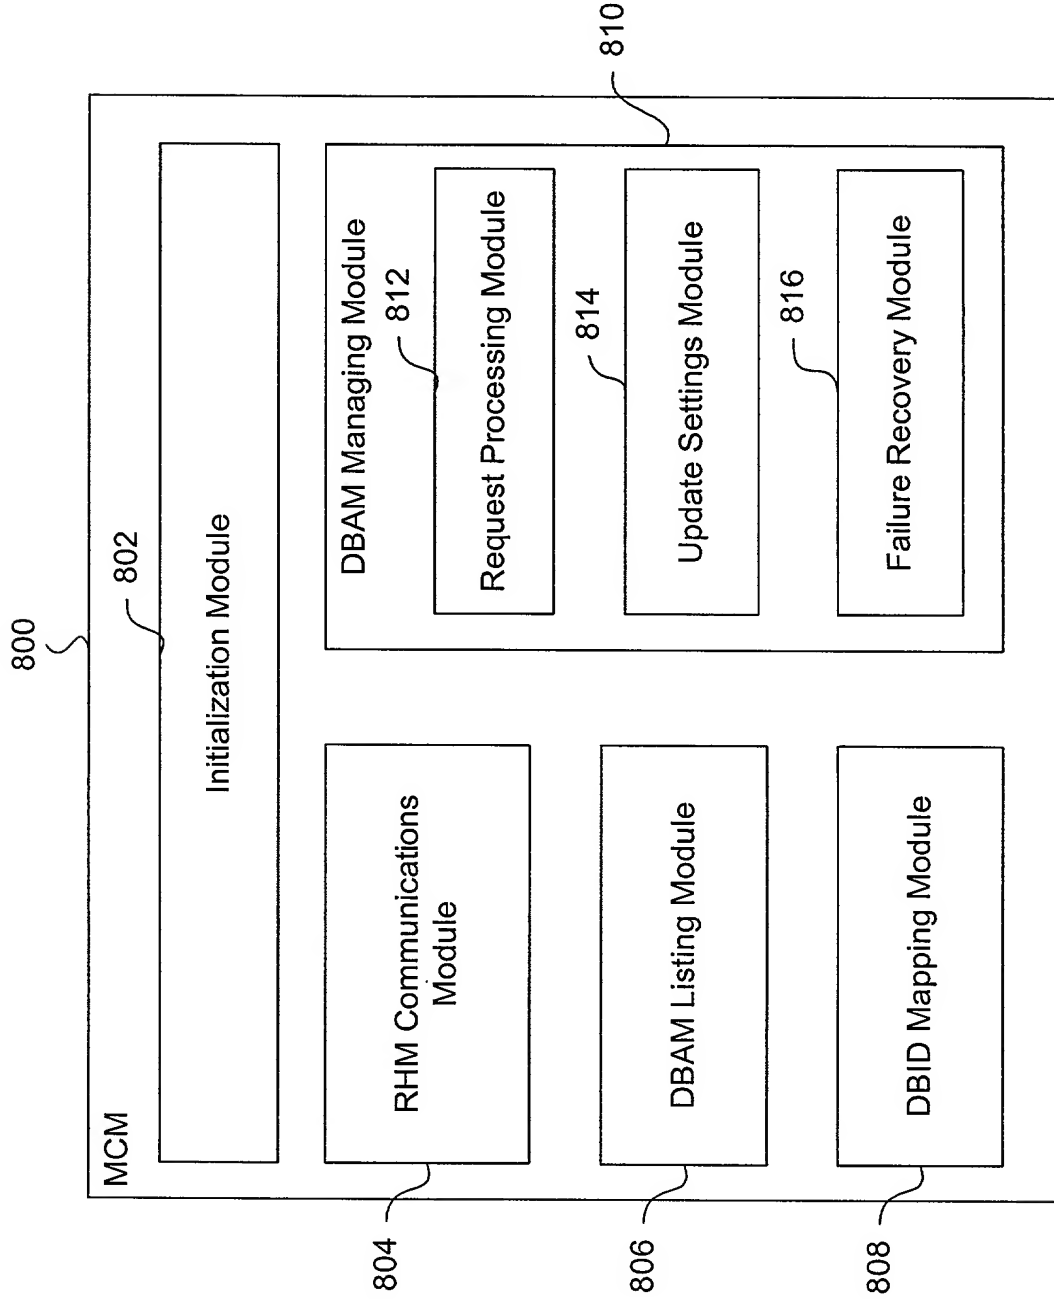 800
MCM
802
Initialization Module
804
RHM Communications
Module
806
DBAM Listing Module
808
DBID Mapping Module
810
DBAM Managing Module
812
Request Processing Module
814
Update Settings Module
816
Failure Recovery Module